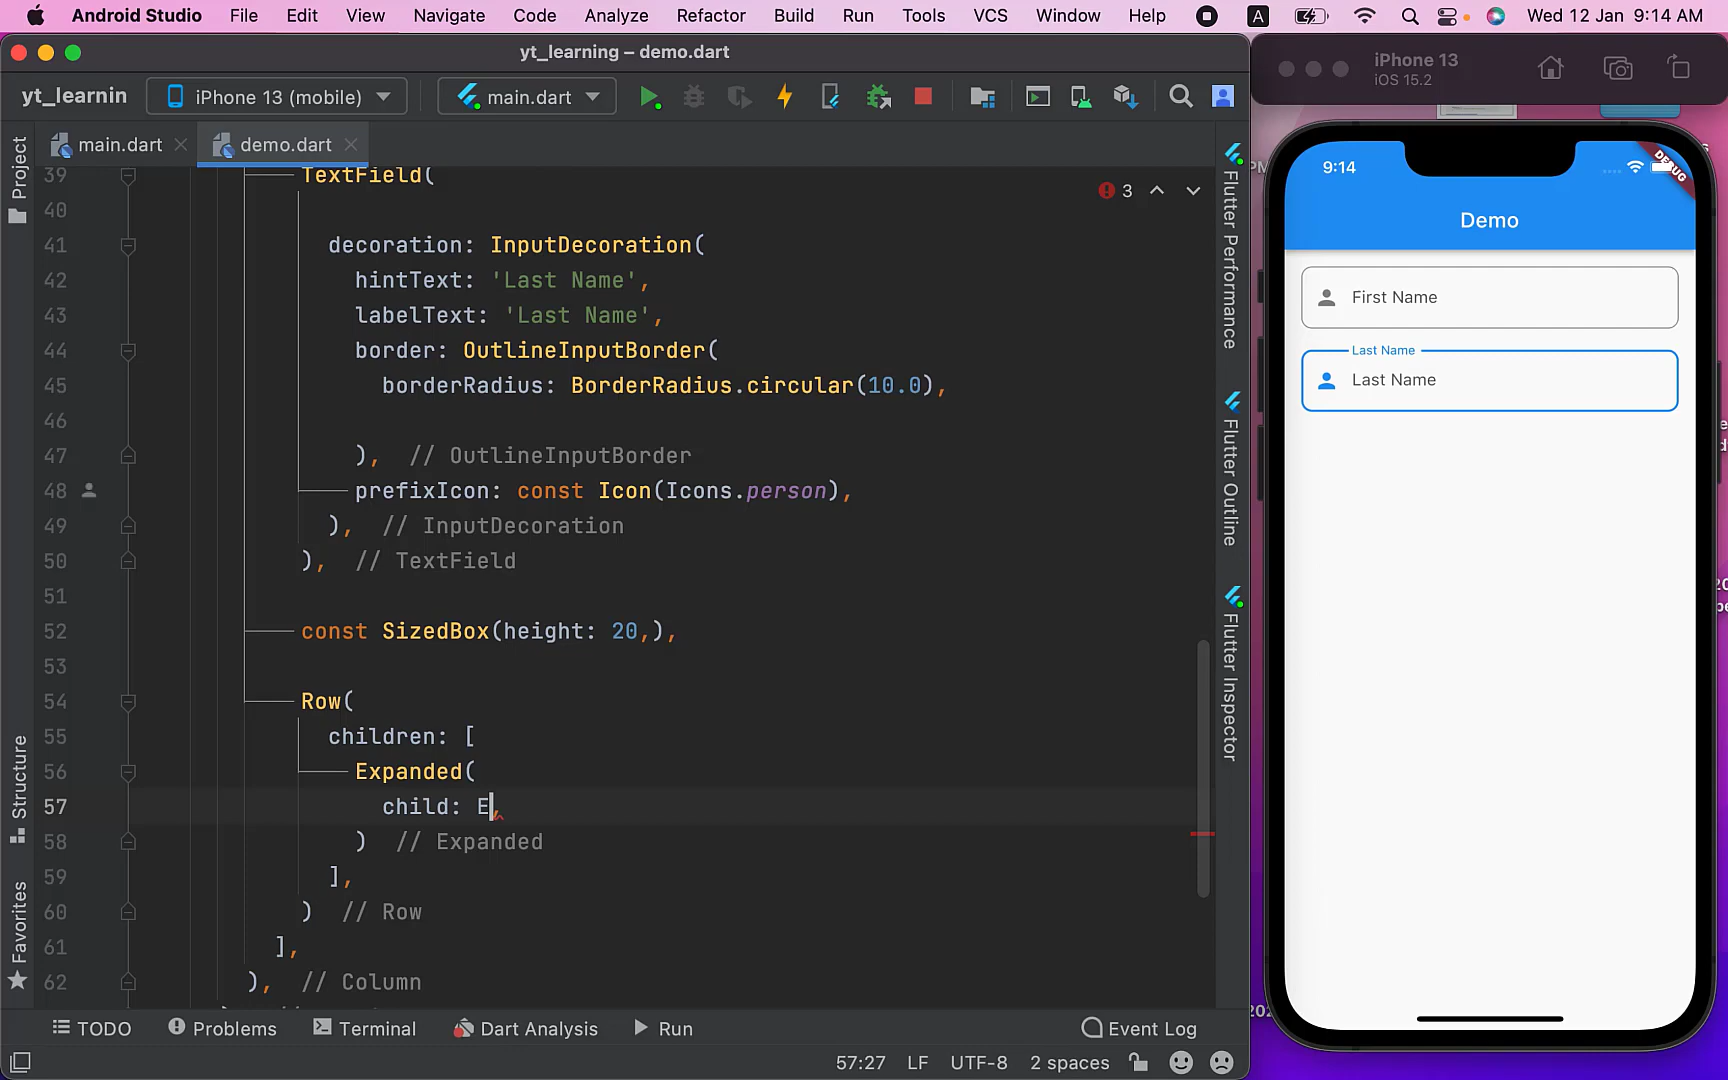 Android Studio File Edit View Navigate Code Analyze Refactor Build Run Tools VCS Window Help A Wed 12 Jan 9:14 AM
yt_learning – demo.dart
yt_learnin iPhone 13 (mobile) main.dart
main.dart demo.dart
3
Project
Structure
Favorites
39 TextField(
40
41 decoration: InputDecoration(
42 hintText: 'Last Name',
43 labelText: 'Last Name',
44 border: OutlineInputBorder(
45 borderRadius: BorderRadius.circular(10.0),
46
47 ), // OutlineInputBorder
48 prefixIcon: const Icon(Icons.person),
49 ), // InputDecoration
50 ), // TextField
51
52 const SizedBox(height: 20,),
53
54 Row(
55 children: [
56 Expanded(
57 child: E,
58 ) // Expanded
59 ],
60 ) // Row
61 ],
62 ), // Column
Flutter Performance
Flutter Outline
Flutter Inspector
TODO Problems Terminal Dart Analysis Run Event Log
57:27 LF UTF-8 2 spaces
iPhone 13
iOS 15.2
9:14
DEBUG
Demo
First Name
Last Name
Last Name